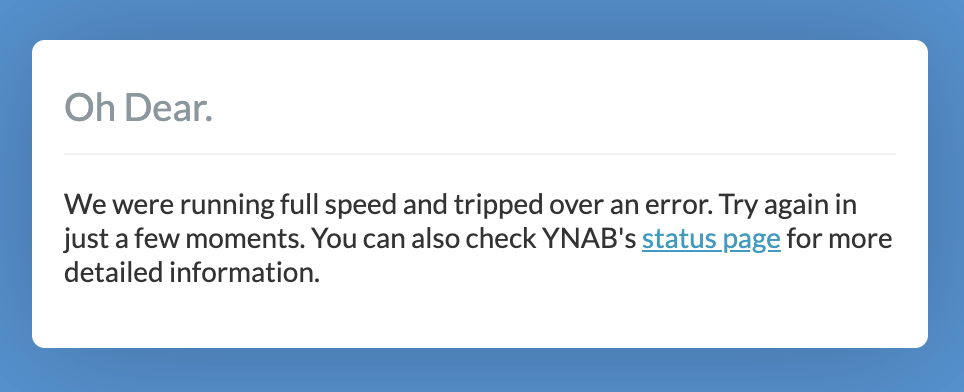 Oh Dear.
We were running full speed and tripped over an error. Try again in
just a few moments. You can also check YNAB's status page for more
detailed information.